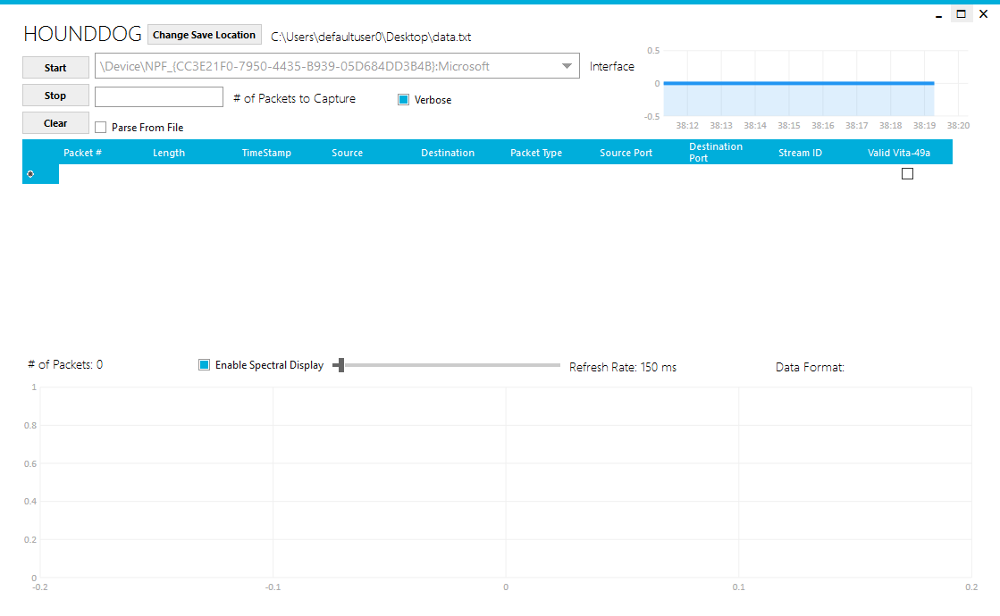 HOUNDDOG Change Save Location C:\Users\defaultuser0\Desktop\data.txt
Start \Device\NPF_{CC3E21F0-7950-4435-B939-05D684DD3B4B}:Microsoft Interface
Stop # of Packets to Capture Verbose
Clear Parse From File
0.5
0
-0.5
38:12 38:13 38:14 38:15 38:16 38:17 38:18 38:19 38:20
Packet # Length TimeStamp Source Destination Packet Type Source Port Destination Port Stream ID Valid Vita-49a
# of Packets: 0 Enable Spectral Display Refresh Rate: 150 ms Data Format:
1
0.8
0.6
0.4
0.2
0
-0.2 -0.1 0 0.1 0.2